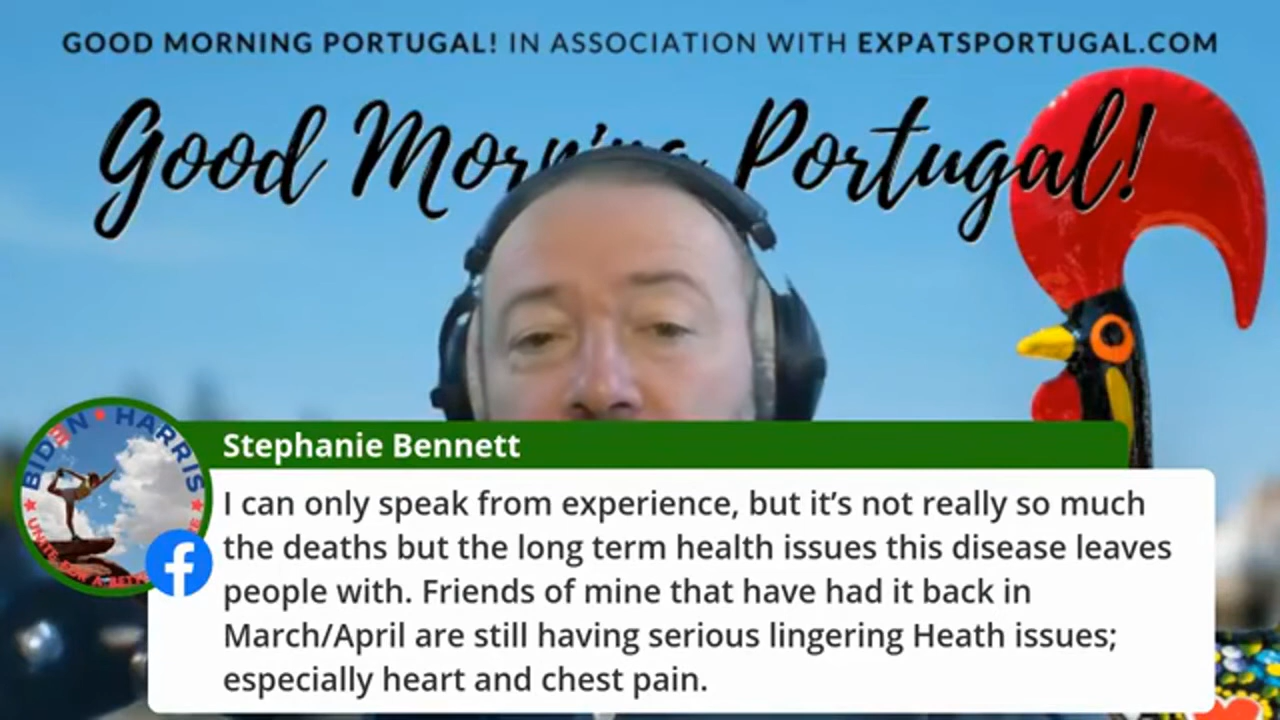 GOOD MORNING PORTUGAL! IN ASSOCIATION WITH EXPATSPORTUGAL.COM
Good Morning Portugal!
BIDEN HARRIS
Stephanie Bennett
I can only speak from experience, but it’s not really so much
the deaths but the long term health issues this disease leaves
people with. Friends of mine that have had it back in
March/April are still having serious lingering Heath issues;
especially heart and chest pain.